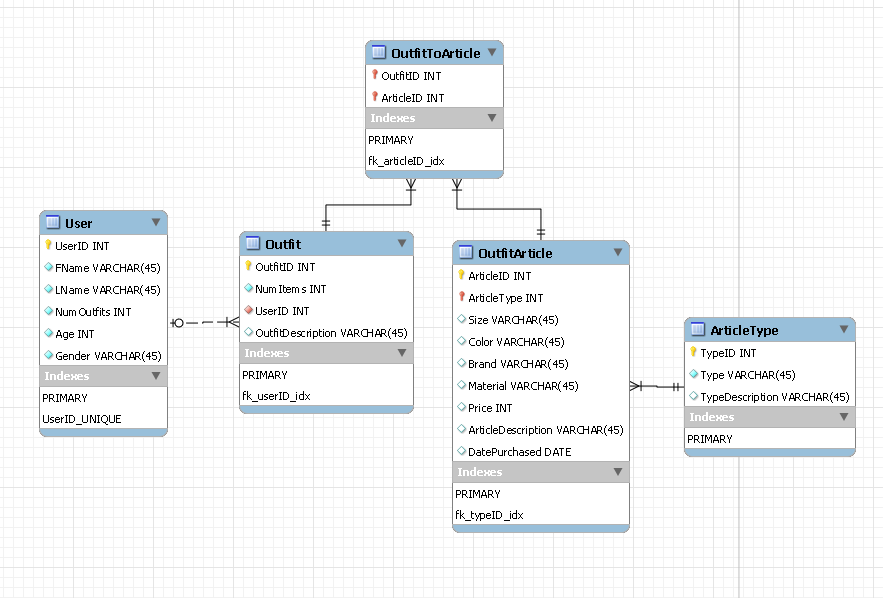 OutfitToArticle
OutfitID INT
ArticleID INT
Indexes
PRIMARY
fk_articleID_idx
User
UserID INT
FName VARCHAR(45)
LName VARCHAR(45)
NumOutfits INT
Age INT
Gender VARCHAR(45)
Indexes
PRIMARY
UserID_UNIQUE
Outfit
OutfitID INT
NumItems INT
UserID INT
OutfitDescription VARCHAR(45)
Indexes
PRIMARY
fk_userID_idx
OutfitArticle
ArticleID INT
ArticleType INT
Size VARCHAR(45)
Color VARCHAR(45)
Brand VARCHAR(45)
Material VARCHAR(45)
Price INT
ArticleDescription VARCHAR(45)
DatePurchased DATE
Indexes
PRIMARY
fk_typeID_idx
ArticleType
TypeID INT
Type VARCHAR(45)
TypeDescription VARCHAR(45)
Indexes
PRIMARY